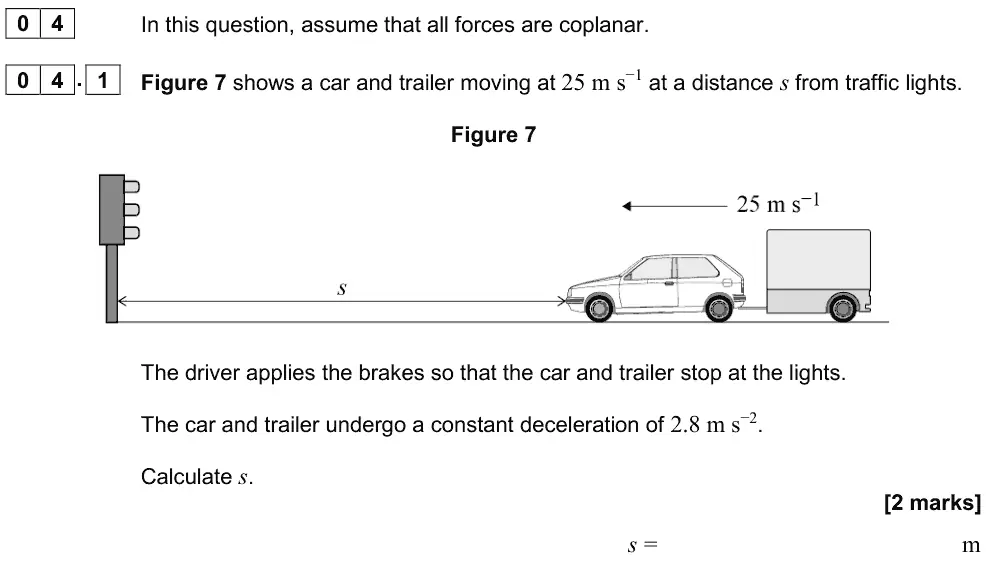 0 4 In this question, assume that all forces are coplanar.
0 4 . 1 Figure 7 shows a car and trailer moving at 25 m s⁻¹ at a distance s from traffic lights.
Figure 7
25 m s⁻¹
s
The driver applies the brakes so that the car and trailer stop at the lights.
The car and trailer undergo a constant deceleration of 2.8 m s⁻².
Calculate s.
[2 marks]
s = m